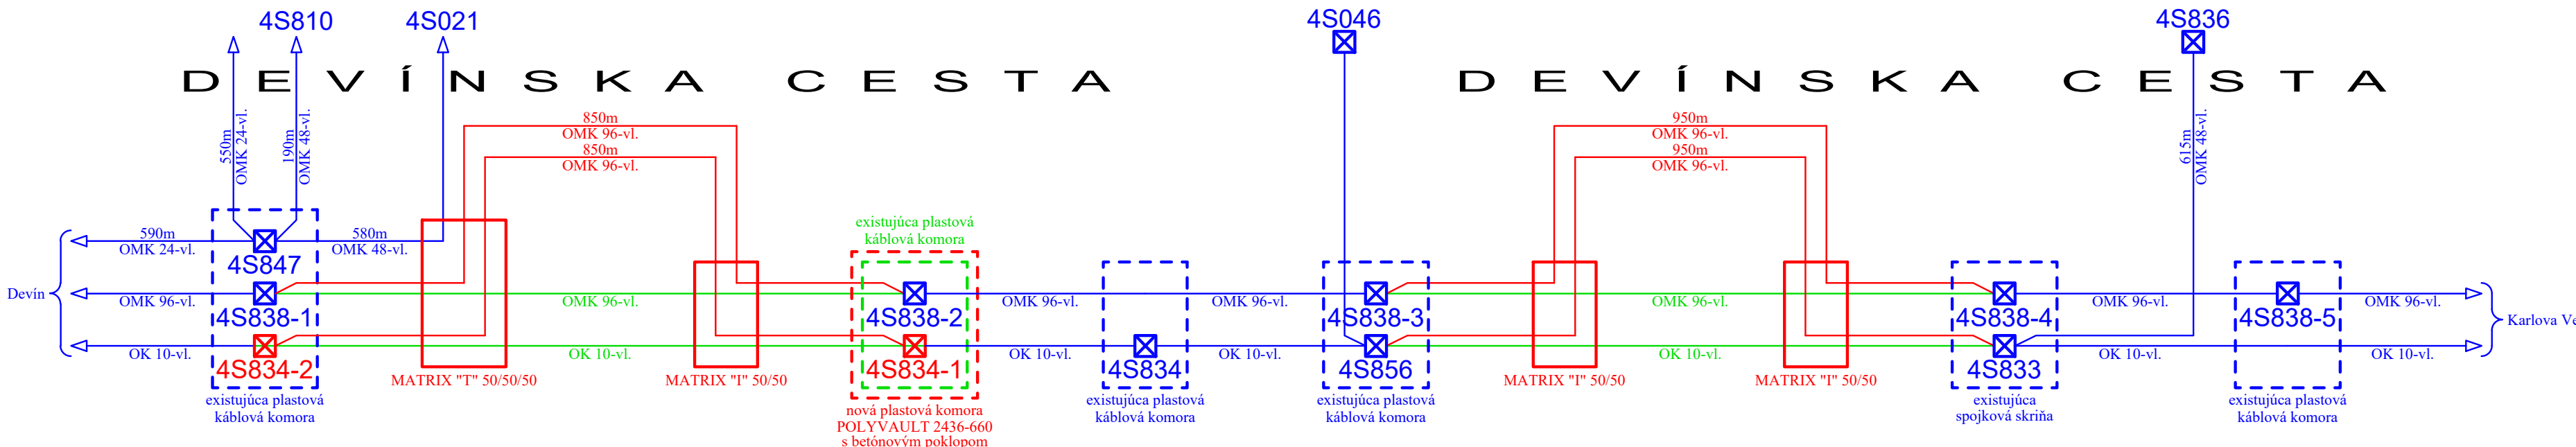 4S810
4S021
4S046
4S836
DEVÍNSKA CESTA
DEVÍNSKA CESTA
550m
OMK 24-vl.
190m
OMK 48-vl.
850m
OMK 96-vl.
850m
OMK 96-vl.
950m
OMK 96-vl.
950m
OMK 96-vl.
615m
OMK 48-vl.
existujúca plastová
káblová komora
590m
OMK 24-vl.
580m
OMK 48-vl.
4S847
Devín
OMK 96-vl.
OMK 96-vl.
OMK 96-vl.
OMK 96-vl.
OMK 96-vl.
OMK 96-vl.
OMK 96-vl.
4S838-1
4S838-2
4S838-3
4S838-4
4S838-5
Karlova
OK 10-vl.
OK 10-vl.
OK 10-vl.
OK 10-vl.
OK 10-vl.
OK 10-vl.
OK 10-vl.
4S834-2
4S834-1
4S834
4S856
4S833
MATRIX "T" 50/50/50
MATRIX "I" 50/50
MATRIX "I" 50/50
MATRIX "I" 50/50
existujúca plastová
káblová komora
nová plastová komora
POLYVAULT 2436-660
s betónovým poklopom
existujúca plastová
káblová komora
existujúca plastová
káblová komora
existujúca
spojková skriňa
existujúca plastová
káblová komora